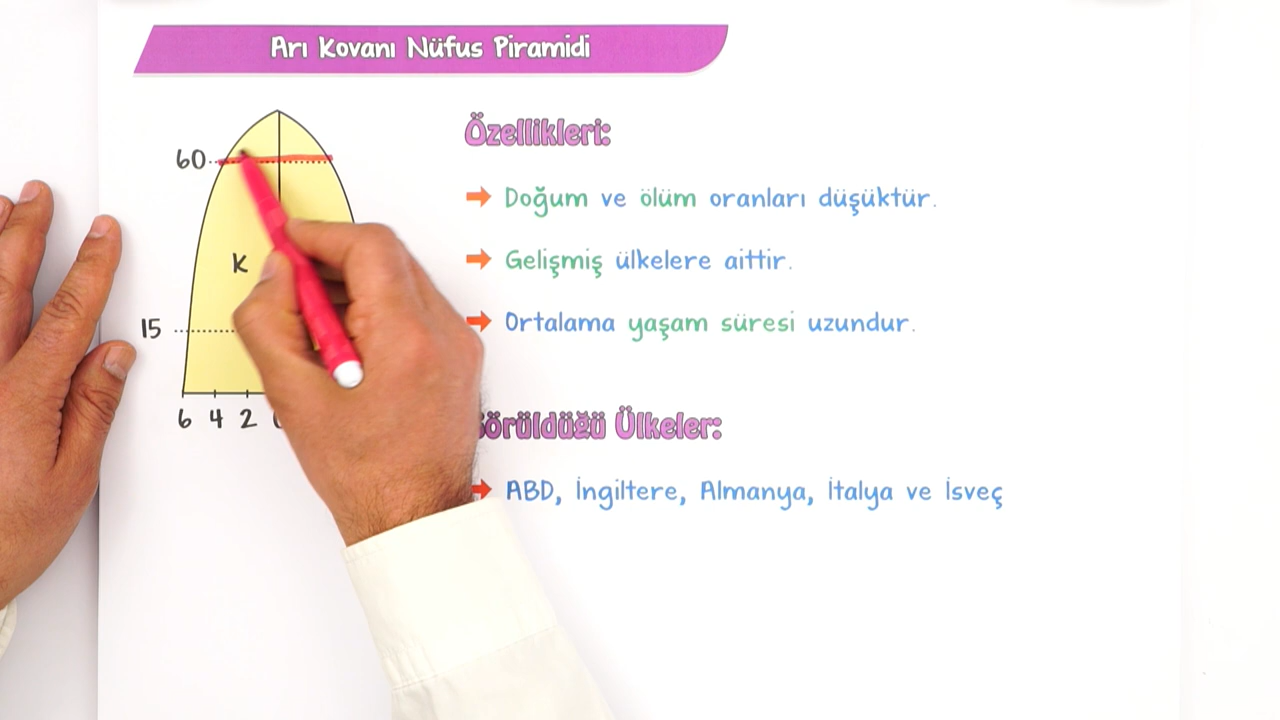 Arı Kovanı Nüfus Piramidi
Özellikleri:
60
Doğum ve ölüm oranları düşüktür.
K
Gelişmiş ülkelere aittir.
15
Ortalama yaşam süresi uzundur.
6 4 2
Ülkeler:
ABD, İngiltere, Almanya, İtalya ve İsveç